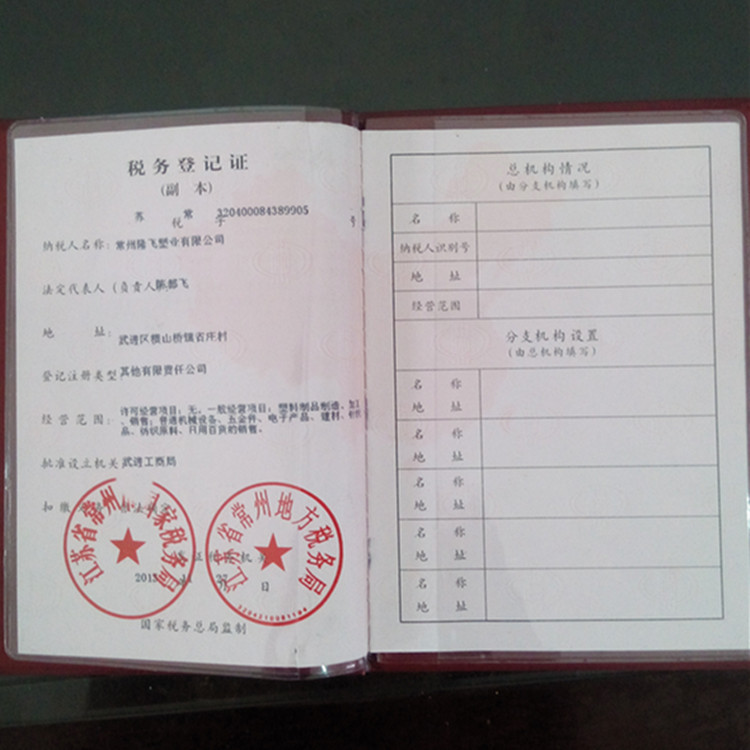 税务登记证
(副 本)
苏 常
税 字 320400084389905 号
纳税人名称: 常州隆飞塑业有限公司
法定代表人(负责人) 飞
地 址: 武进区横山桥镇省庄村
登记注册类型 其他有限责任公司
经营范围: 许可经营项目:无。一般经营项目:塑料制品制造、加工
、销售;普通机械设备、五金件、电子产品、建材、
品、纺织原料、日用百货的销售。
批准设立机关 武进工商局
扣缴
江苏省常州 国家税务局
江苏省常州地方税务局
发证税务机关
日
国家税务总局监制
总机构情况
(由分支机构填写)
名 称
纳税人识别号
地 址
经营范围
分支机构设置
(由总机构填写)
名 称
地 址
名 称
地 址
名 称
地 址
名 称
地 址
名 称
地 址